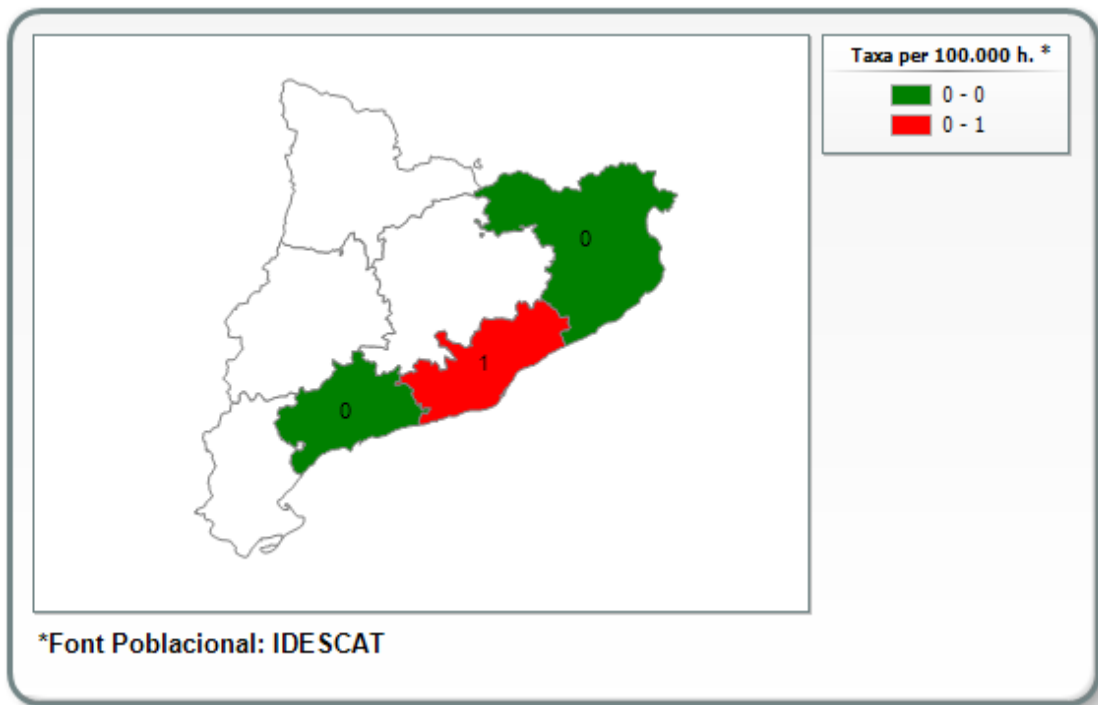 Taxa per 100.000 h. *
0 - 0
0 - 1
0
1
0
*Font Poblacional: IDESCAT